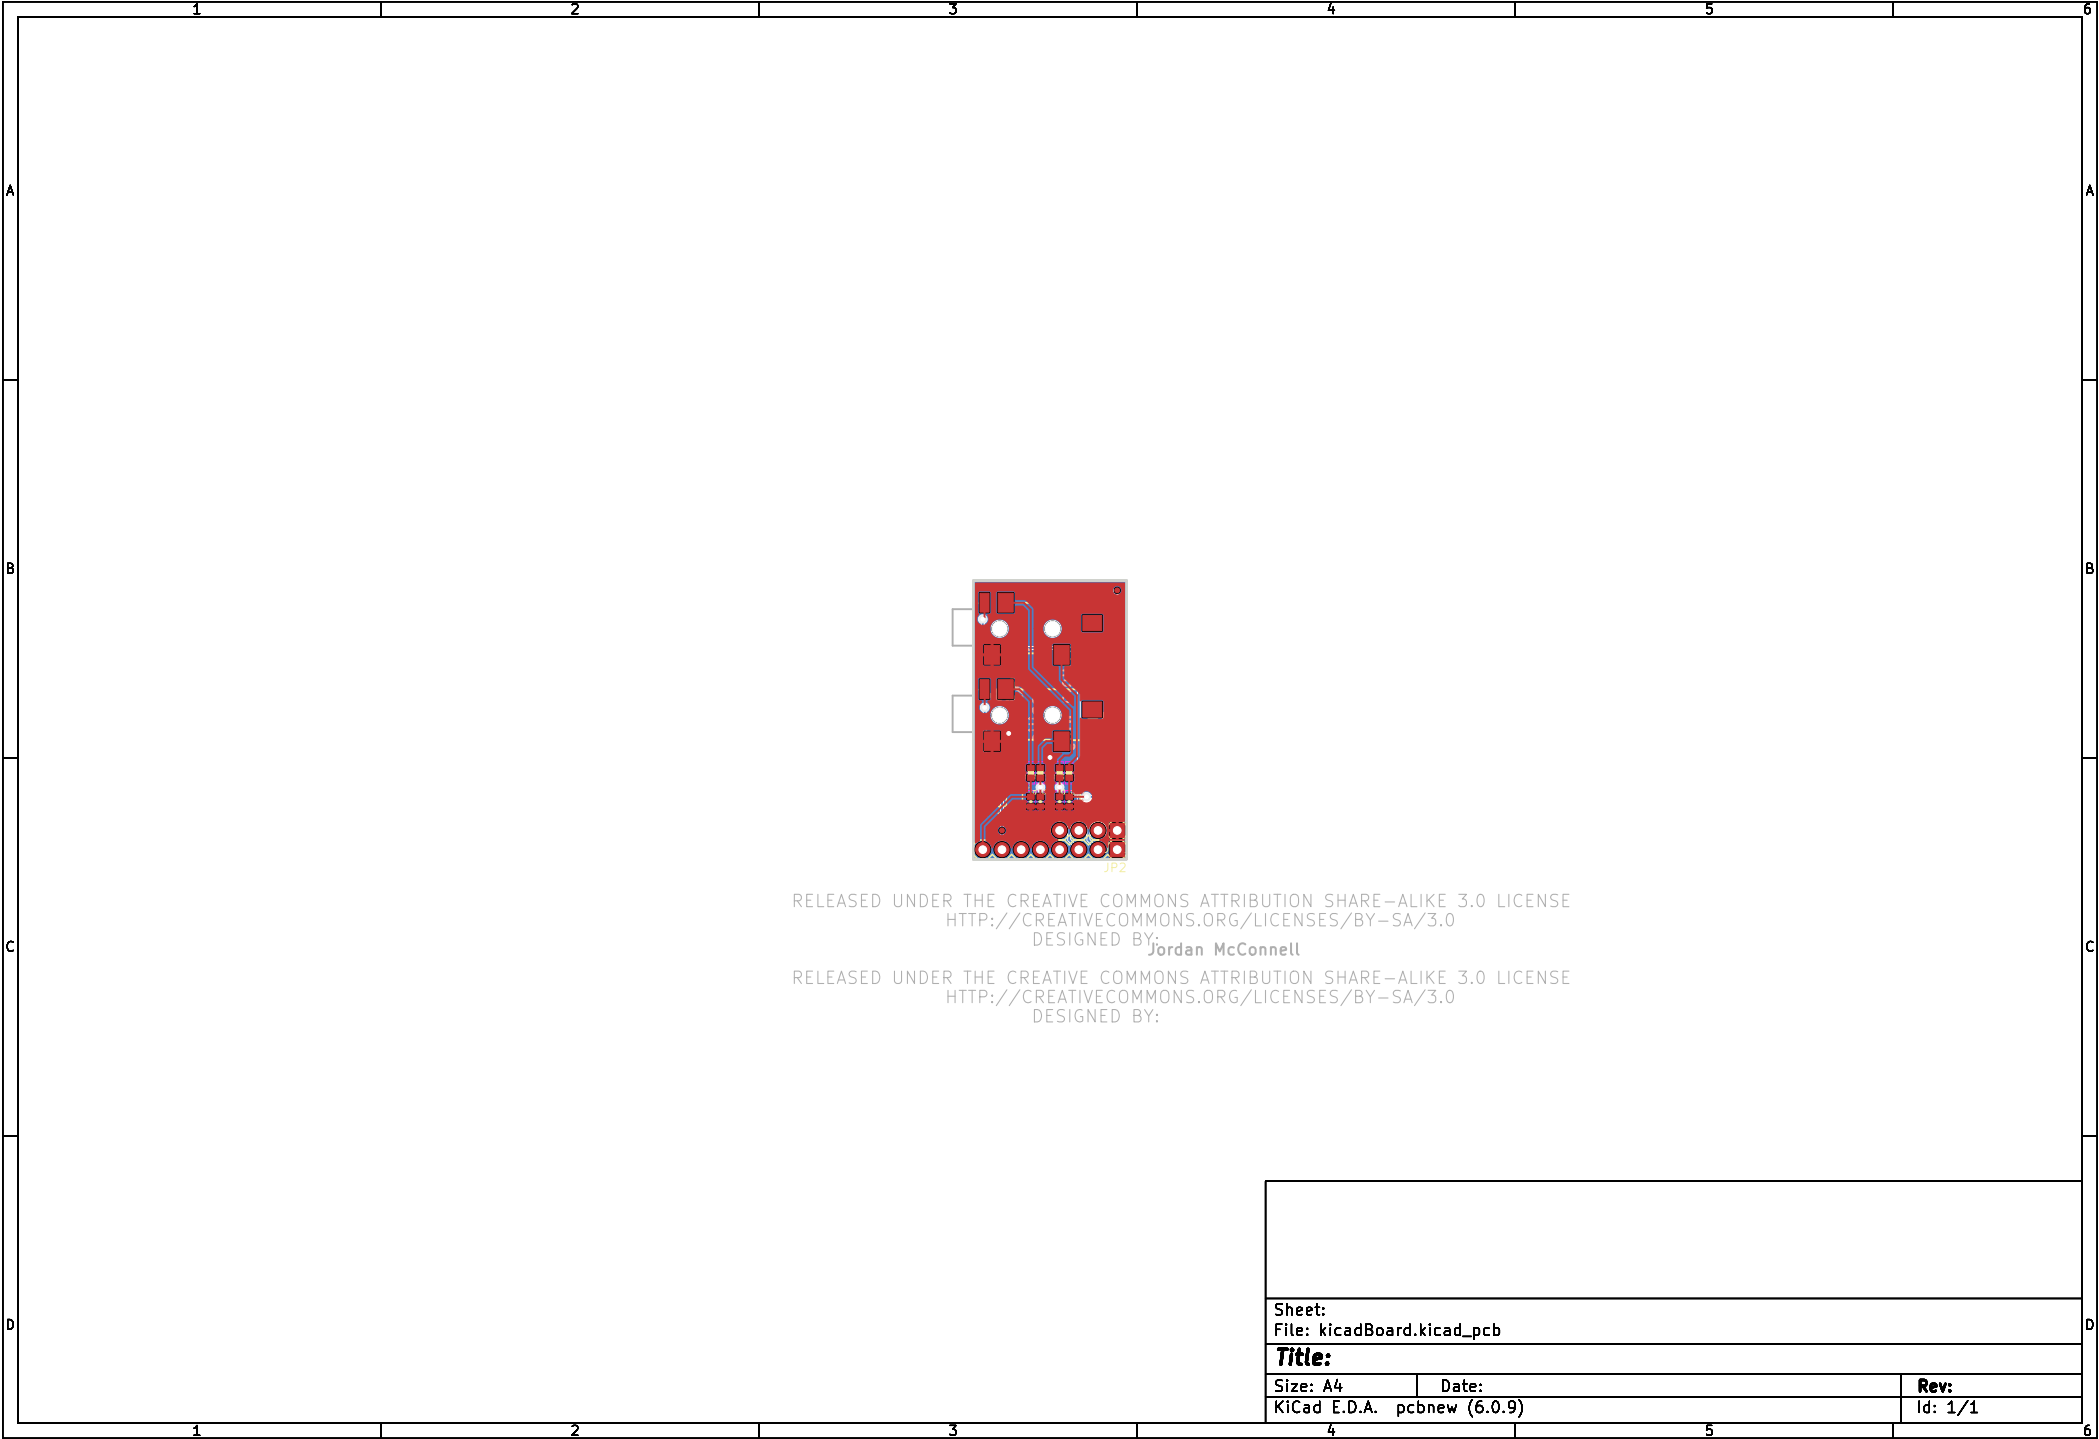 1 2 3 4 5 6
A A
B B
JP2
RELEASED UNDER THE CREATIVE COMMONS ATTRIBUTION SHARE-ALIKE 3.0 LICENSE
HTTP://CREATIVECOMMONS.ORG/LICENSES/BY-SA/3.0
DESIGNED BY:
Jordan McConnell
C C
RELEASED UNDER THE CREATIVE COMMONS ATTRIBUTION SHARE-ALIKE 3.0 LICENSE
HTTP://CREATIVECOMMONS.ORG/LICENSES/BY-SA/3.0
DESIGNED BY:
Sheet:
File: kicadBoard.kicad_pcb
D D
Title:
Size: A4 Date: Rev:
KiCad E.D.A. pcbnew (6.0.9) Id: 1/1
1 2 3 4 5 6